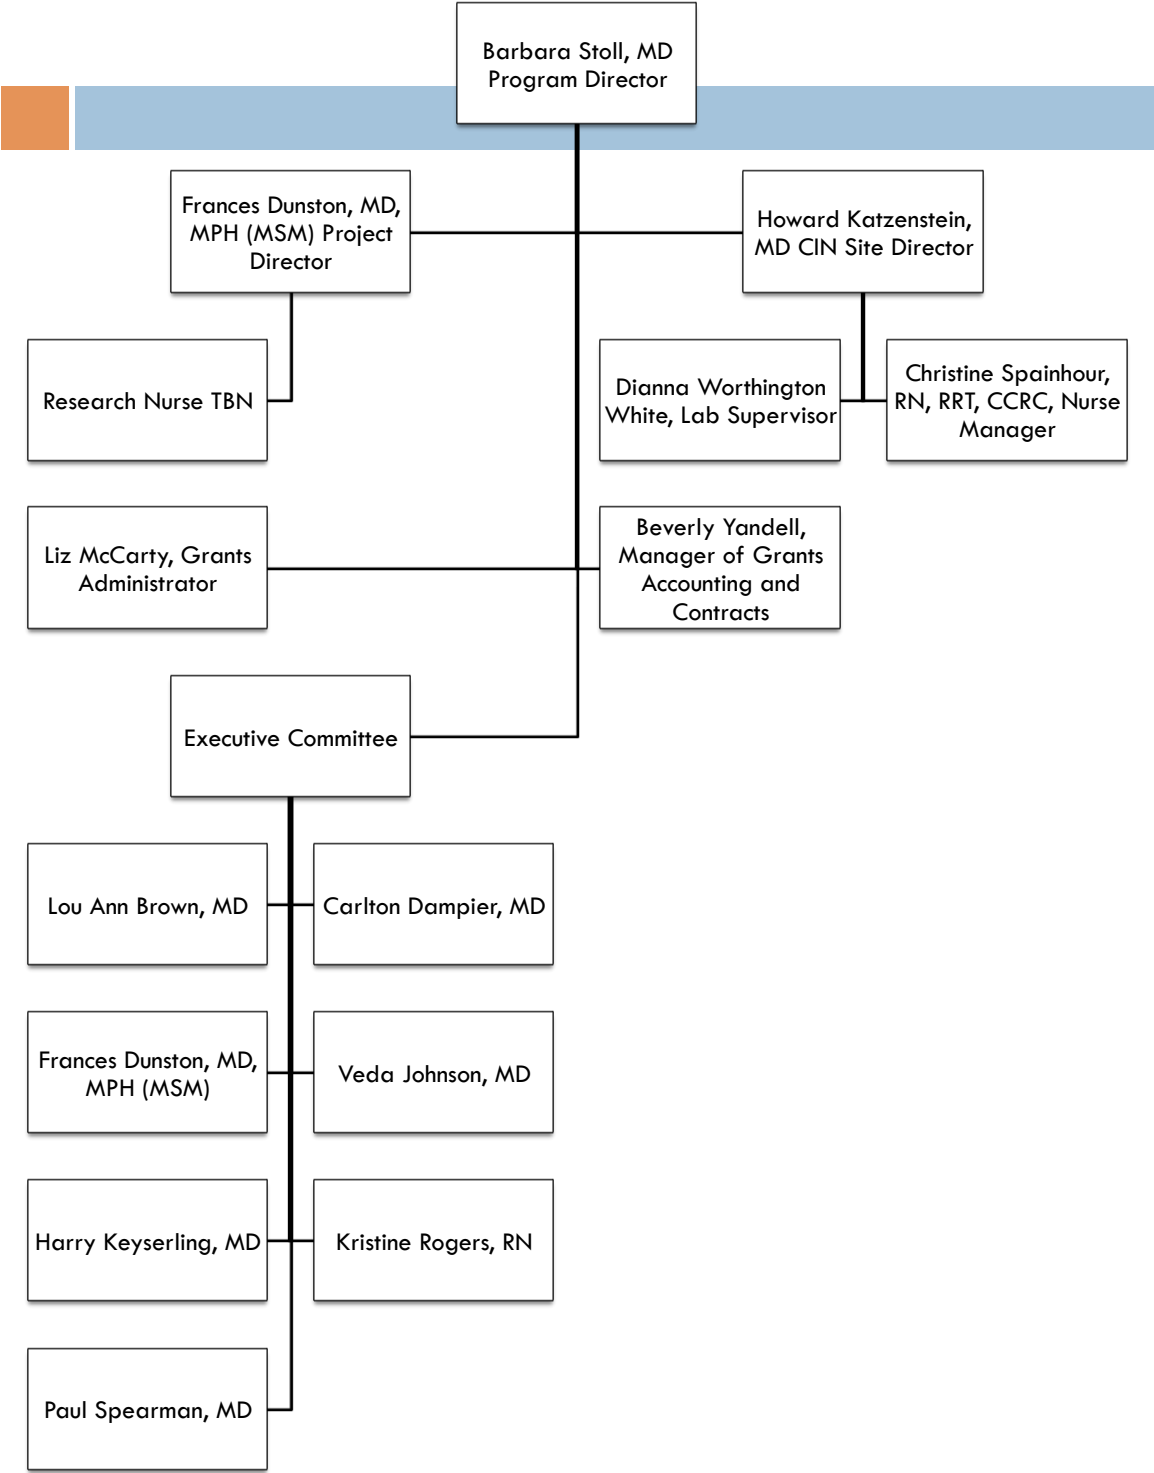 Barbara Stoll, MD
Program Director
Frances Dunston, MD,
MPH (MSM) Project
Director
Howard Katzenstein,
MD CIN Site Director
Research Nurse TBN
Dianna Worthington
White, Lab Supervisor
Christine Spainhour,
RN, RRT, CCRC, Nurse
Manager
Liz McCarty, Grants
Administrator
Beverly Yandell,
Manager of Grants
Accounting and
Contracts
Executive Committee
Lou Ann Brown, MD
Carlton Dampier, MD
Frances Dunston, MD,
MPH (MSM)
Veda Johnson, MD
Harry Keyserling, MD
Kristine Rogers, RN
Paul Spearman, MD